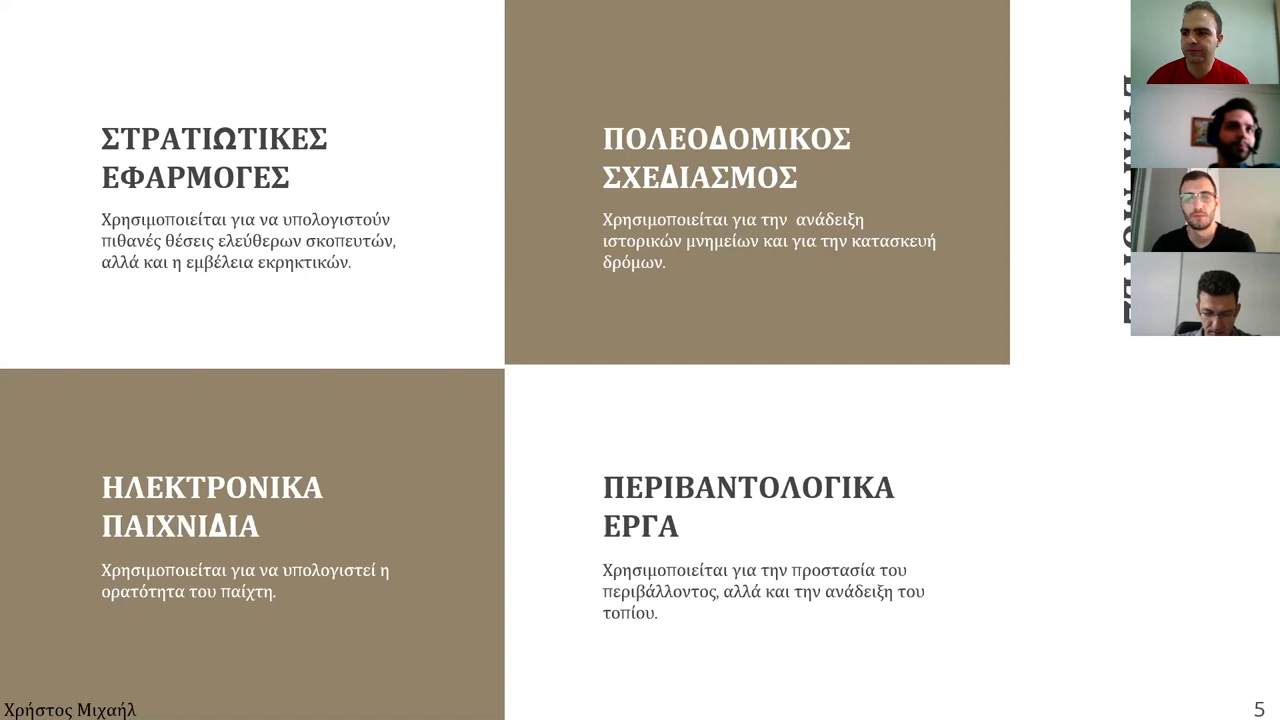 ΣΤΡΑΤΙΩΤΙΚΕΣ
ΕΦΑΡΜΟΓΕΣ
Χρησιμοποιείται για να υπολογιστούν
πιθανές θέσεις ελεύθερων σκοπευτών,
αλλά και η εμβέλεια εκρηκτικών.
ΠΟΛΕΟΔΟΜΙΚΟΣ
ΣΧΕΔΙΑΣΜΟΣ
Χρησιμοποιείται για την ανάδειξη
ιστορικών μνημείων και για την κατασκευή
δρόμων.
ΗΛΕΚΤΡΟΝΙΚΑ
ΠΑΙΧΝΙΔΙΑ
Χρησιμοποιείται για να υπολογιστεί η
ορατότητα του παίχτη.
ΠΕΡΙΒΑΝΤΟΛΟΓΙΚΑ
ΕΡΓΑ
Χρησιμοποιείται για την προστασία του
περιβάλλοντος, αλλά και την ανάδειξη του
τοπίου.
Χρήστος Μιχαήλ
5